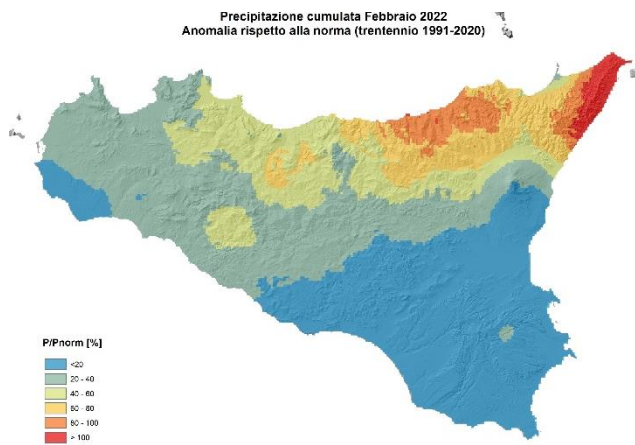 Precipitazione cumulata Febbraio 2022
Anomalia rispetto alla norma (trentennio 1991-2020)
P/Pnorm [%]
<20
20 - 40
40 - 60
60 - 80
80 - 100
> 100